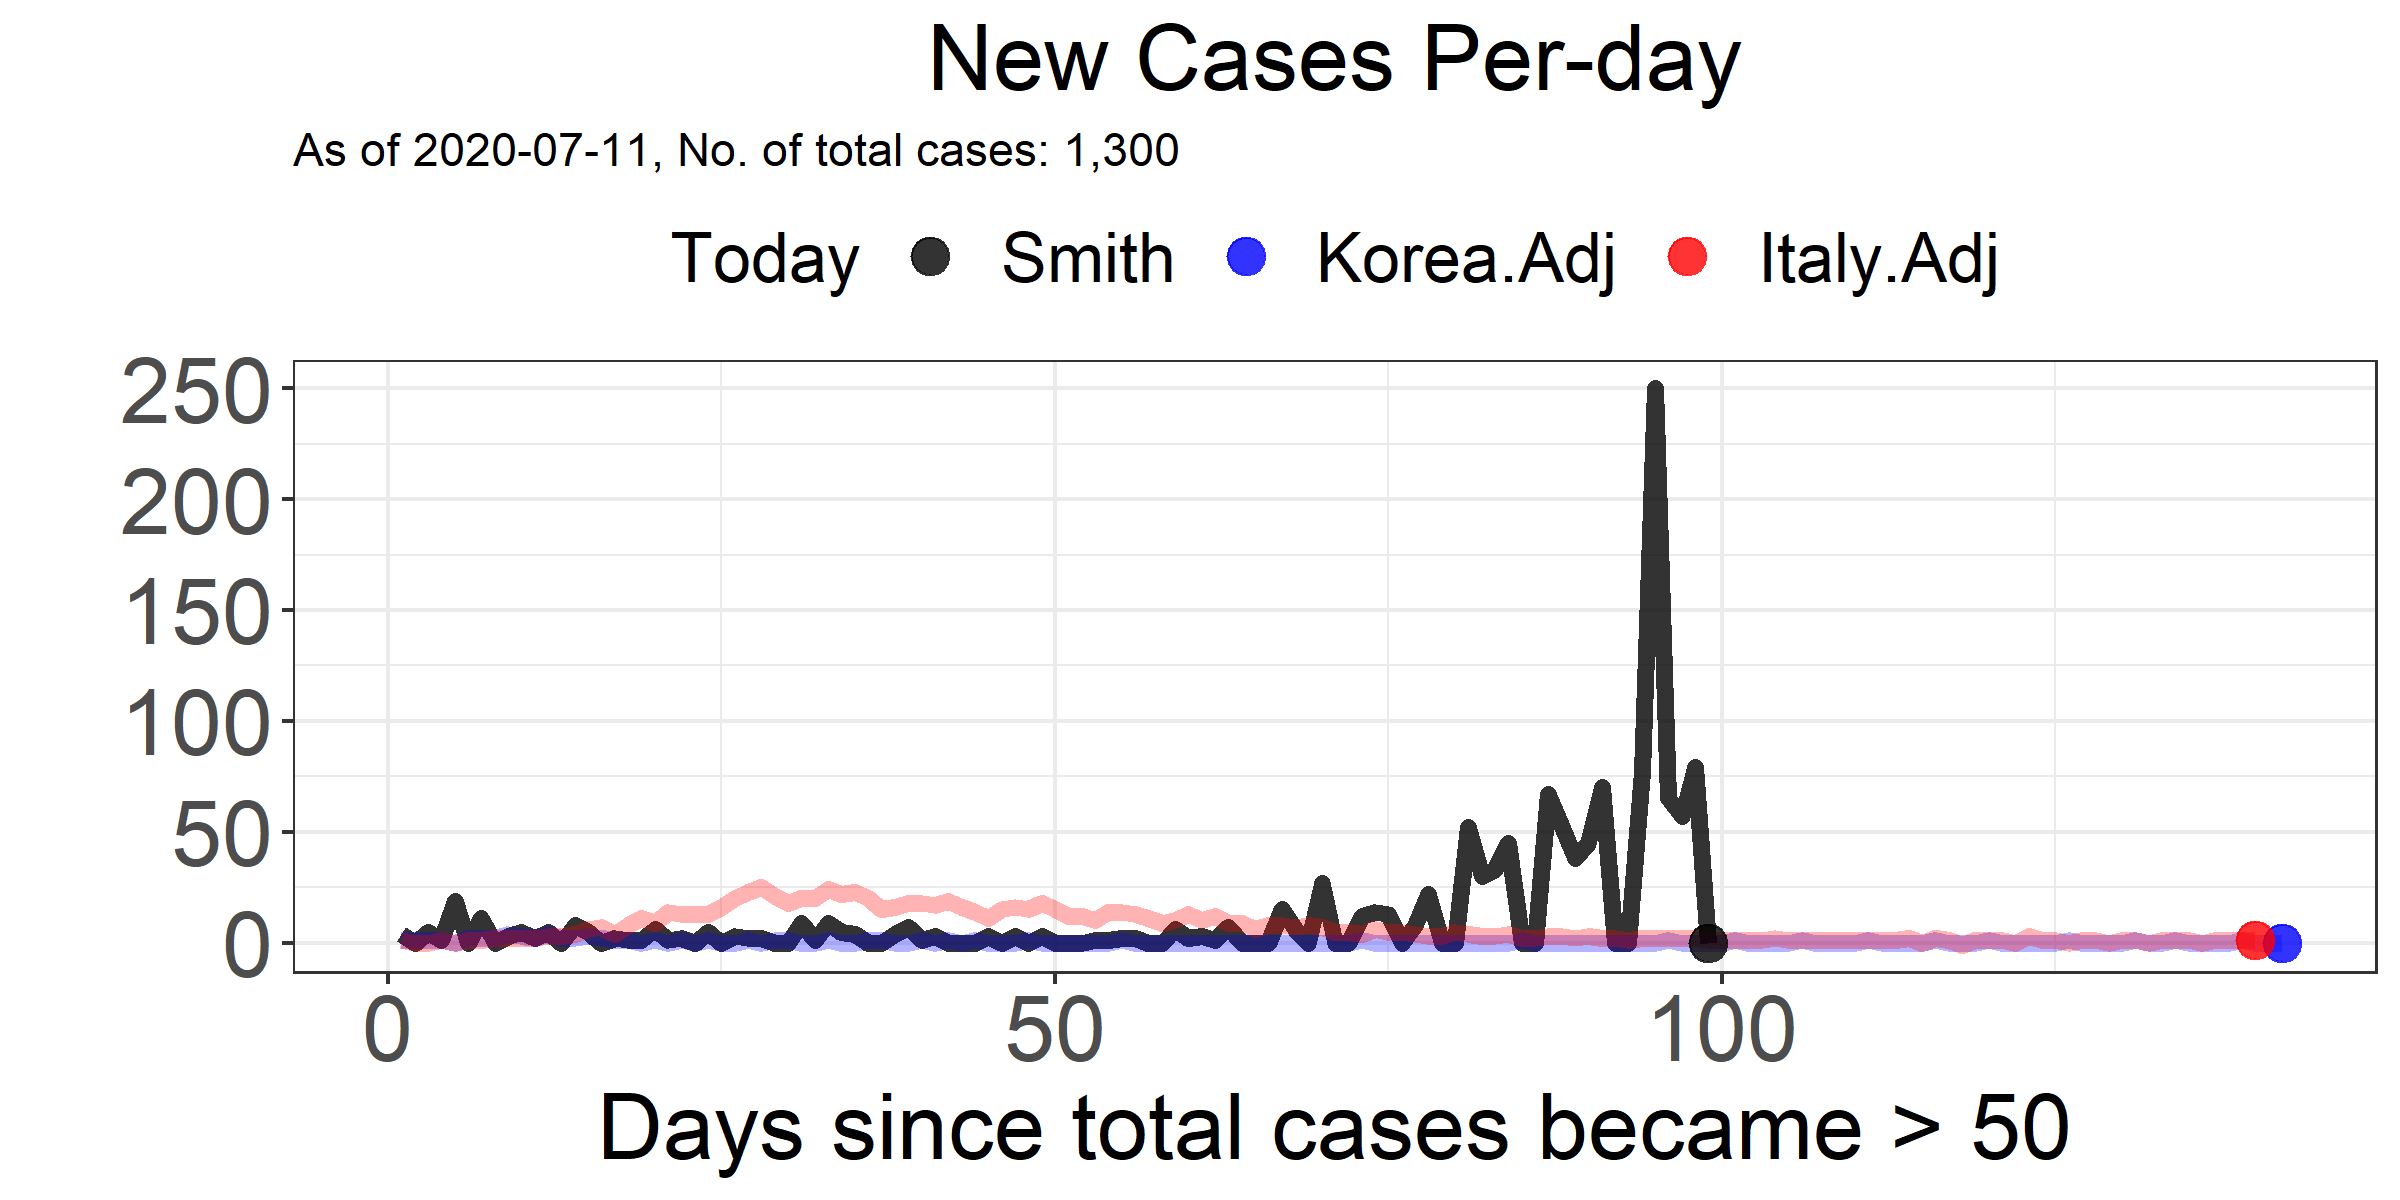 New Cases Per-day
As of 2020-07-11, No. of total cases: 1,300
Today Smith Korea.Adj Italy.Adj
250
200
150
100
50
0
0 50 100
Days since total cases became > 50